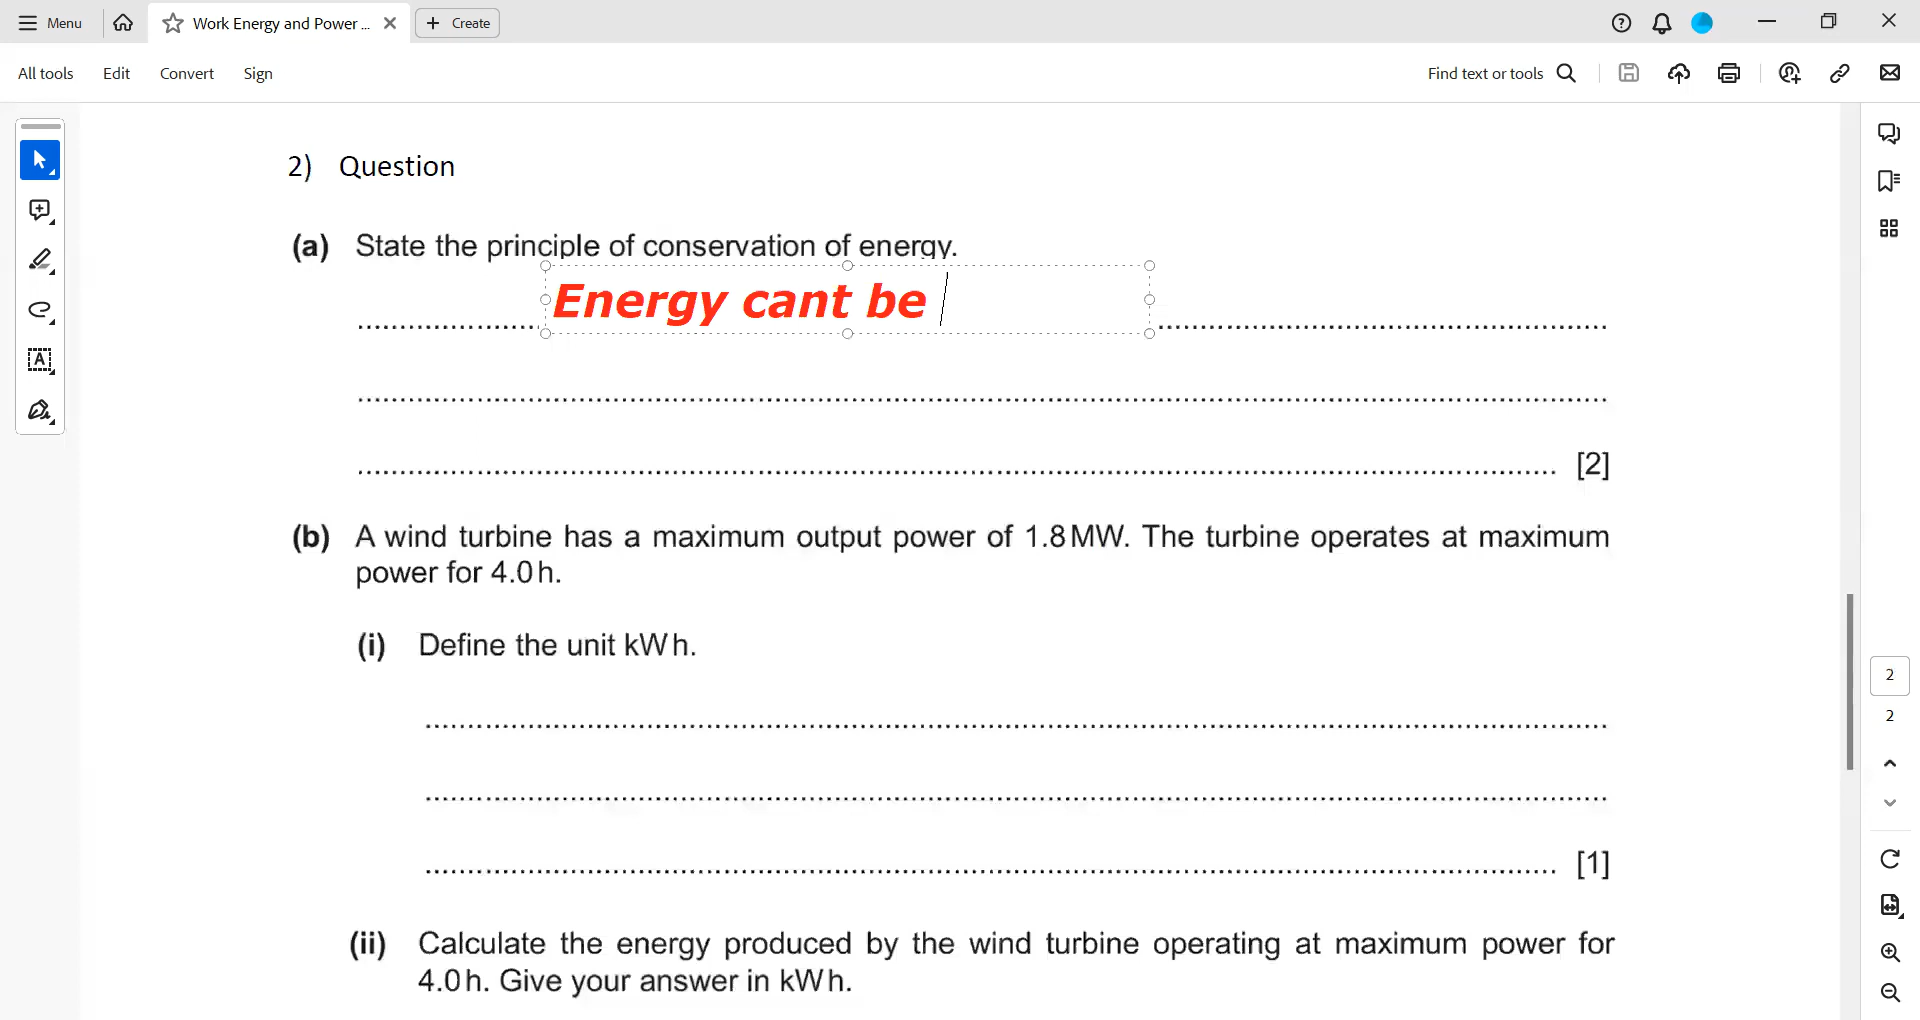 Menu
Work Energy and Power ...
Create
All tools
Edit
Convert
Sign
Find text or tools
2) Question
(a) State the principle of conservation of energy.
Energy cant be
[2]
(b) A wind turbine has a maximum output power of 1.8 MW. The turbine operates at maximum
power for 4.0 h.
(i) Define the unit kW h.
[1]
(ii) Calculate the energy produced by the wind turbine operating at maximum power for
4.0 h. Give your answer in kW h.
2
2